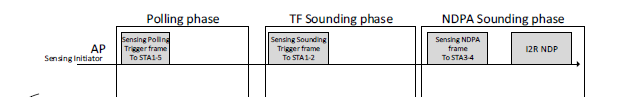 Polling phase
TF Sounding phase
NDPA Sounding phase
AP
Sensing Initiator
Sensing Polling
Trigger frame
To STA1-5
Sensing Sounding
Trigger frame
To STA1-2
Sensing NDPA
frame
To STA3-4
I2R NDP